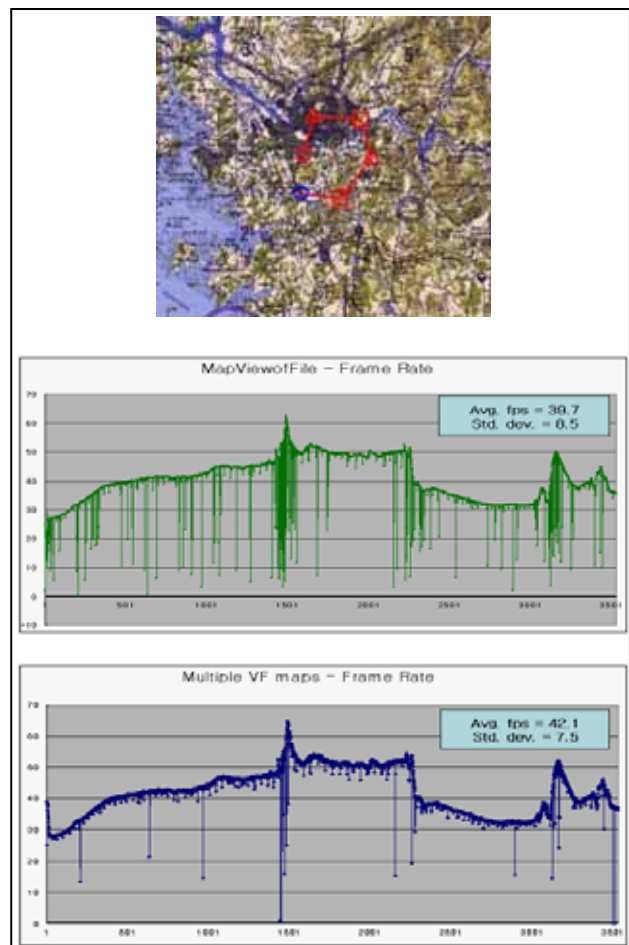 MapViewofFile – Frame Rate
Avg. fps = 39.7
Std. dev. = 8.5
70
60
50
40
30
20
10
0
-10
1 501 1001 1501 2001 2501 3001 3501
Multiple VF maps – Frame Rate
Avg. fps = 42.1
Std. dev. = 7.5
70
60
50
40
30
20
10
0
1 501 1001 1501 2001 2501 3001 3501